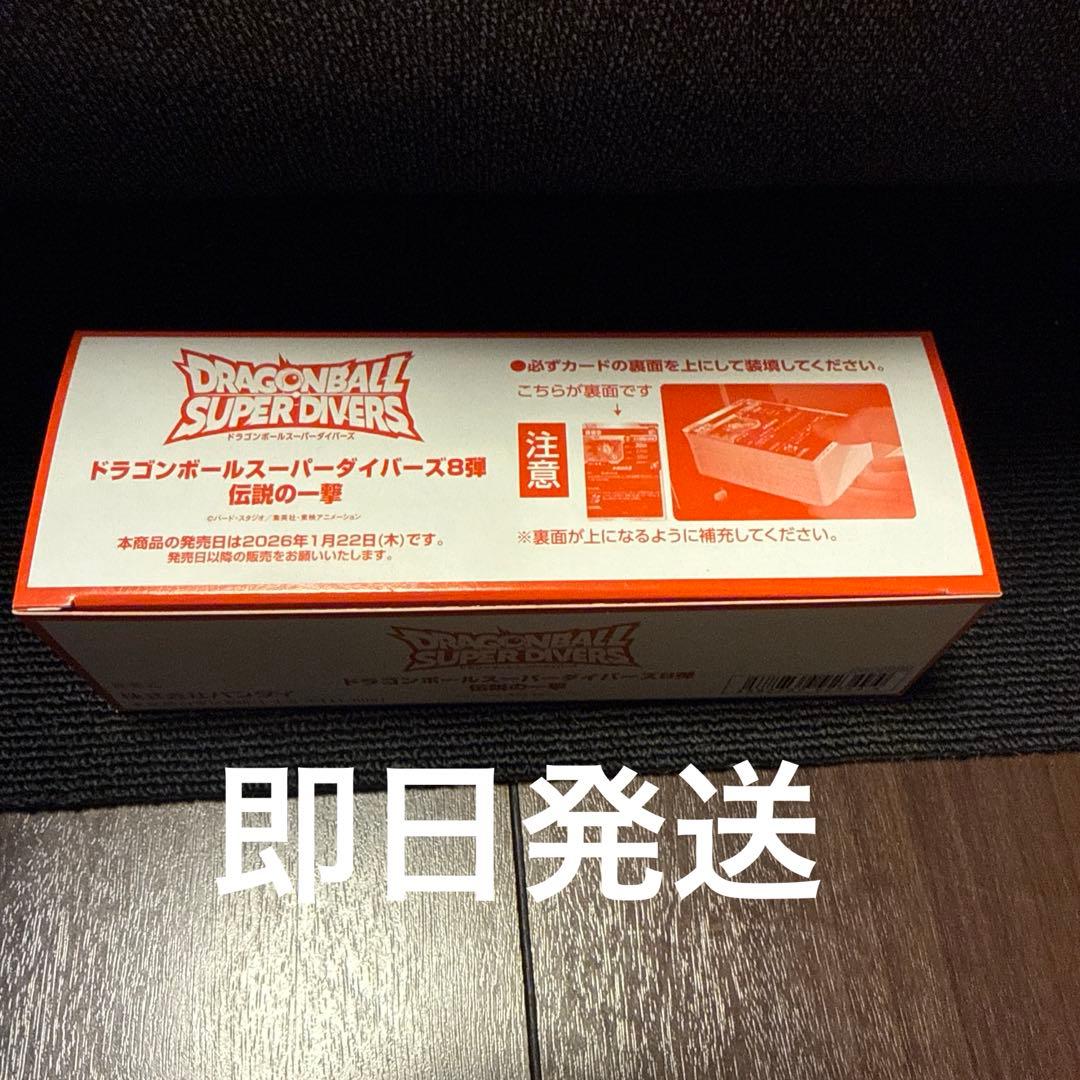 DRAGONBALL
SUPER DIVERS
ドラゴンボールスーパーダイバーズ
ドラゴンボールスーパーダイバーズ8弾
伝説の一撃
©バード・スタジオ/集英社・東映アニメーション
本商品の発売日は2026年1月22日(木)です。
発売日以降の販売をお願いいたします。
●必ずカードの裏面を上にして装填してください。
こちらが裏面です
↓
注意
※裏面が上になるように補充してください。
DRAGONBALL
SUPER DIVERS
ドラゴンボールスーパーダイバーズ8弾
伝説の一撃
株式会社バンダイ
即日発送